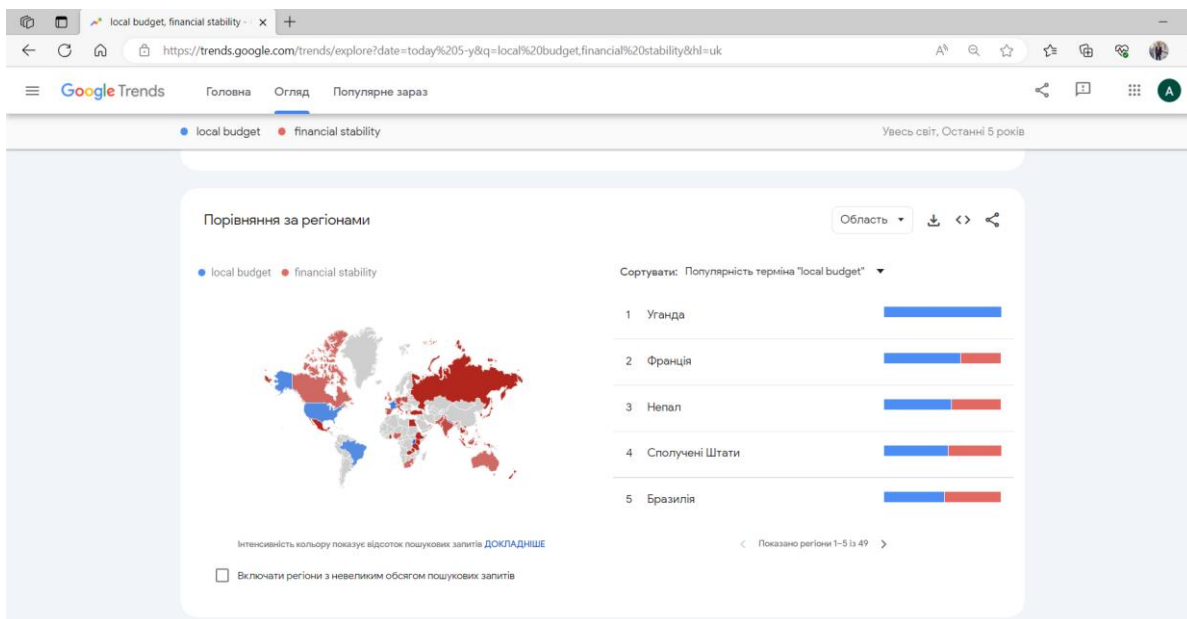 local budget, financial stability -
https://trends.google.com/trends/explore?date=today%205-y&q=local%20budget,financial%20stability&hl=uk
Google Trends Головна Огляд Популярне зараз A
local budget financial stability Увесь світ, Останні 5 років
Порівняння за регіонами Область
local budget financial stability Сортувати: Популярність терміна "local budget"
1 Уганда
2 Франція
3 Непал
4 Сполучені Штати
5 Бразилія
Інтенсивність кольору показує відсоток пошукових запитів ДОКЛАДНІШЕ Показано регіони 1–5 із 49
Включати регіони з невеликим обсягом пошукових запитів